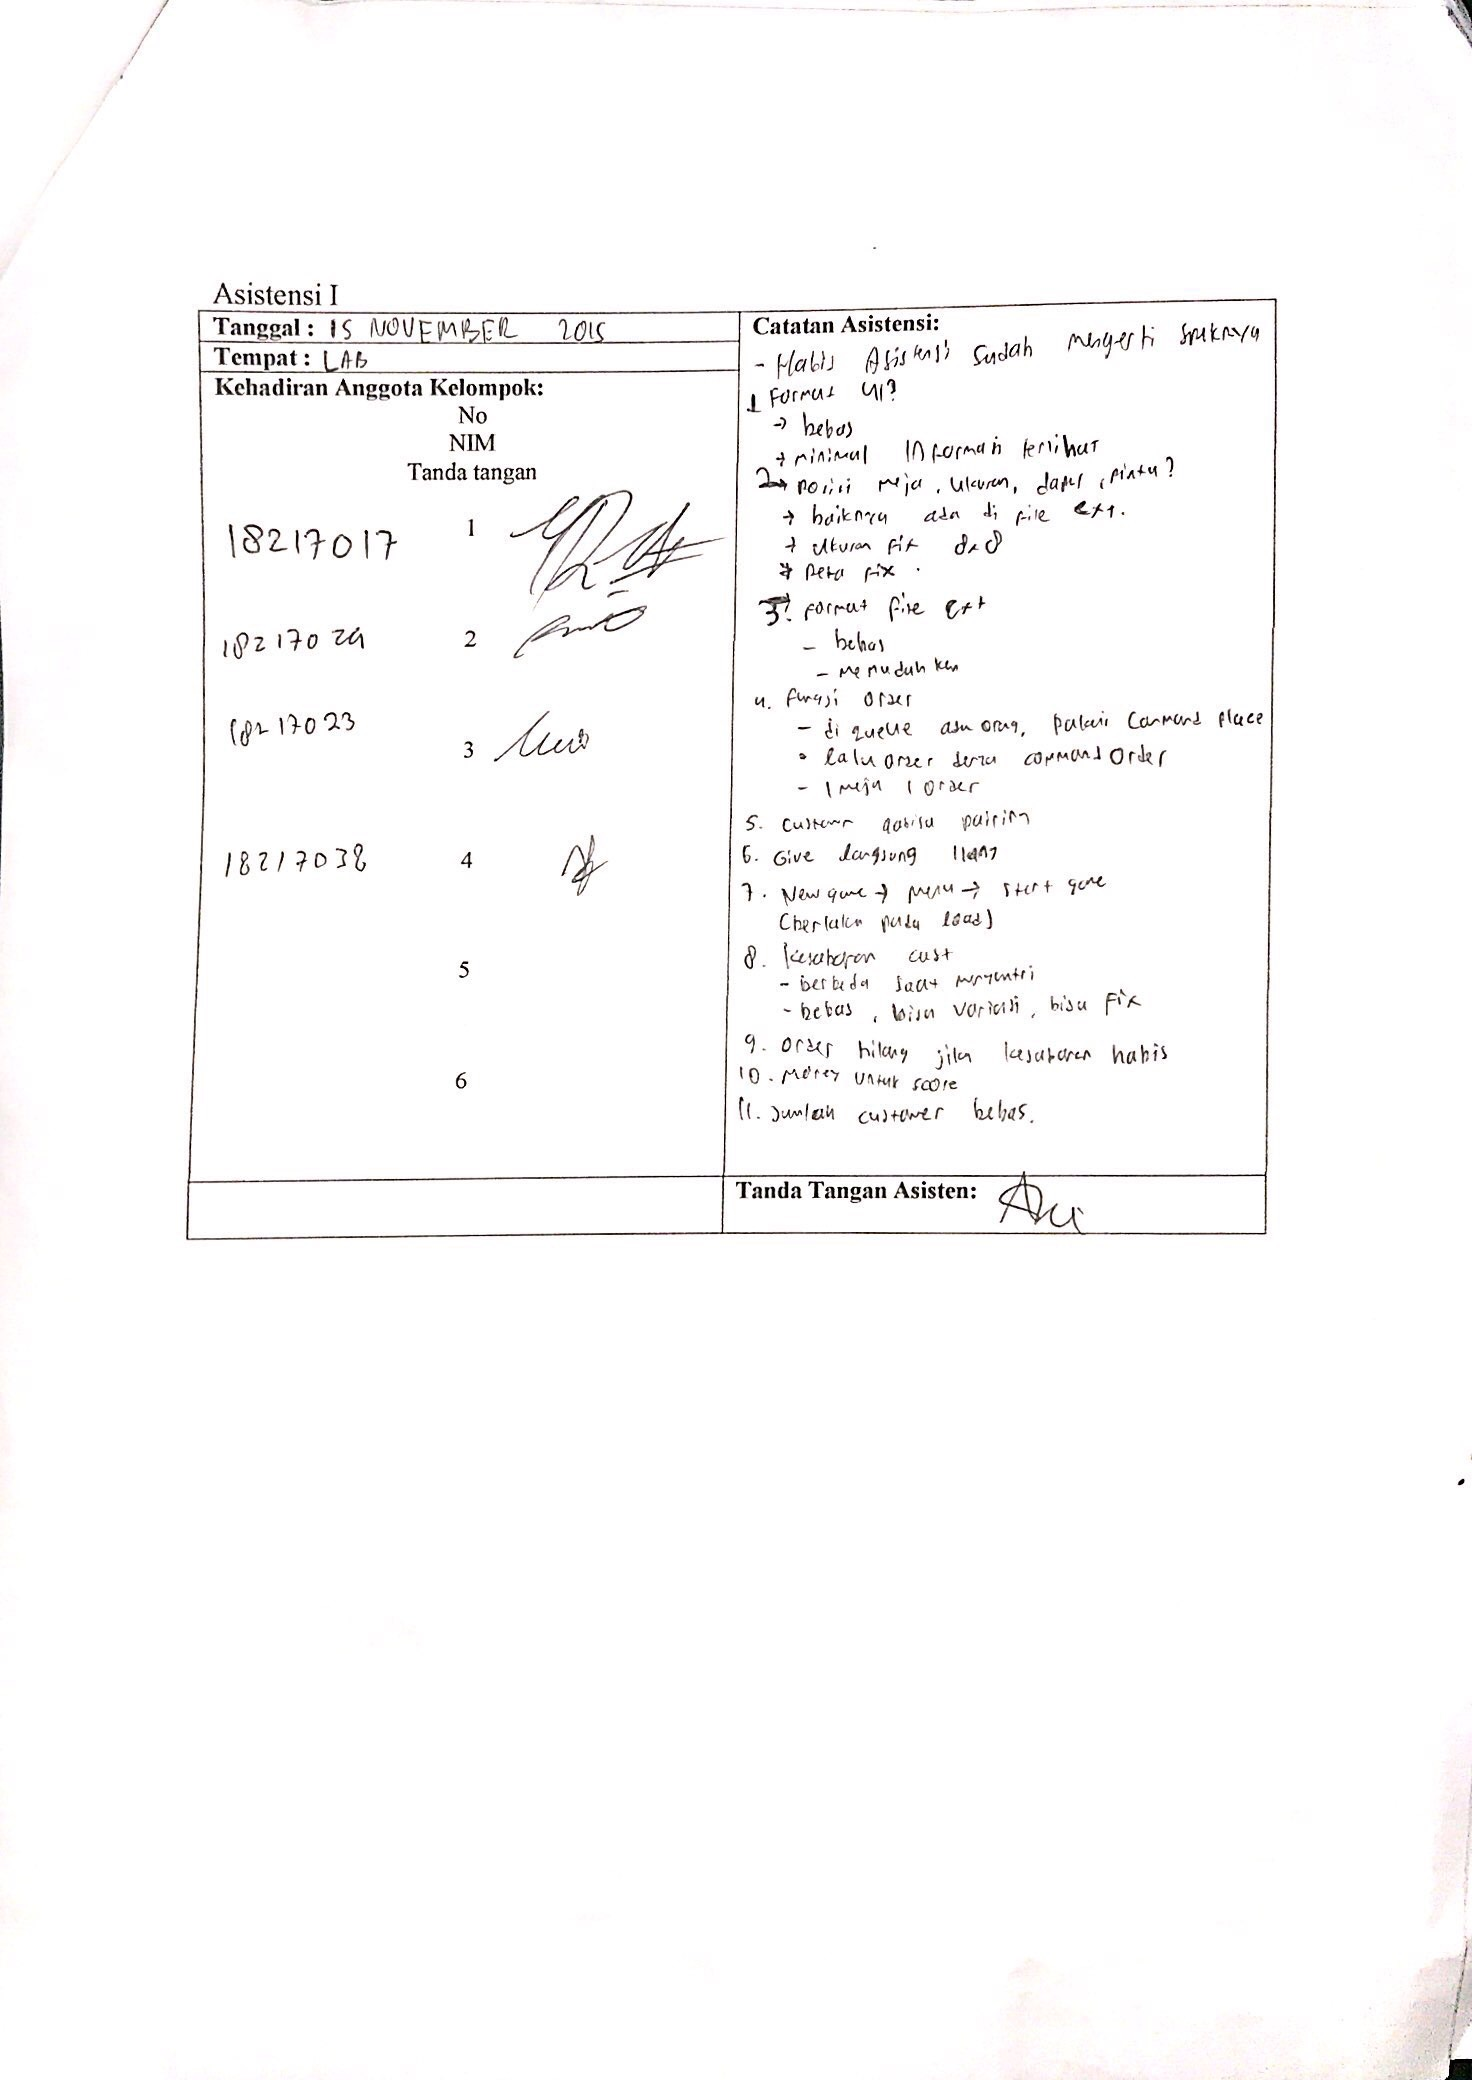 Asistensi I
Tanggal : 15 NOVEMBER 2015
Tempat : LAB
Kehadiran Anggota Kelompok:
No
NIM
Tanda tangan
18217017 1
18217029 2
18217023 3
18217038 4
5
6
Catatan Asistensi:
- Habis Asistensi sudah mengerti speknya
1 Format UI?
→ bebas
→ minimal informasi terlihat
2 posisi meja, ukuran, dapur, pintu?
→ baiknya ada di file ext.
→ ukuran fix 8x8
→ Peta fix.
3. format file ext
- bebas
- memudahkan
4. fungsi order
- di queue ada orang, pakai command place
- lalu order command order
- 1 meja 1 order
5. customer gabisa
6. Give langsung
7. New game → menu → start game
(berlaku pada load)
8. kesabaran cust
- berbeda saat mengantri
- bebas, bisa variasi, bisa fix
9. order hilang jika kesabaran habis
10. Money untuk score
11. Jumlah customer bebas.
Tanda Tangan Asisten: